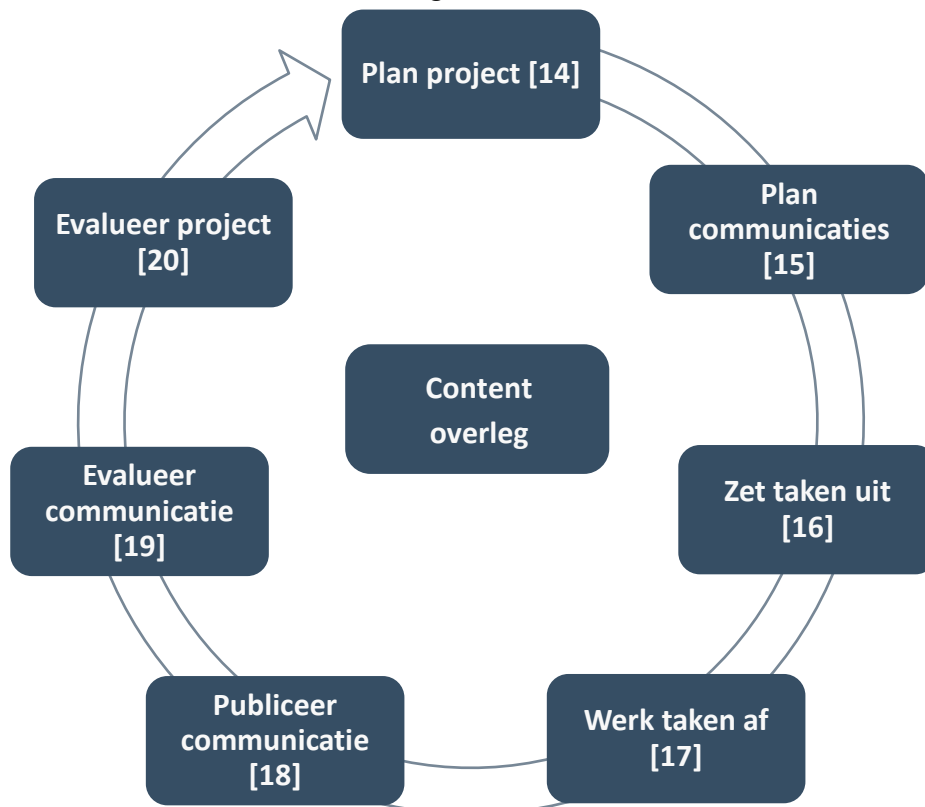 Plan project [14]
Plan
communicaties
[15]
Zet taken uit
[16]
Werk taken af
[17]
Publiceer
communicatie
[18]
Evalueer
communicatie
[19]
Evalueer project
[20]
Content
overleg